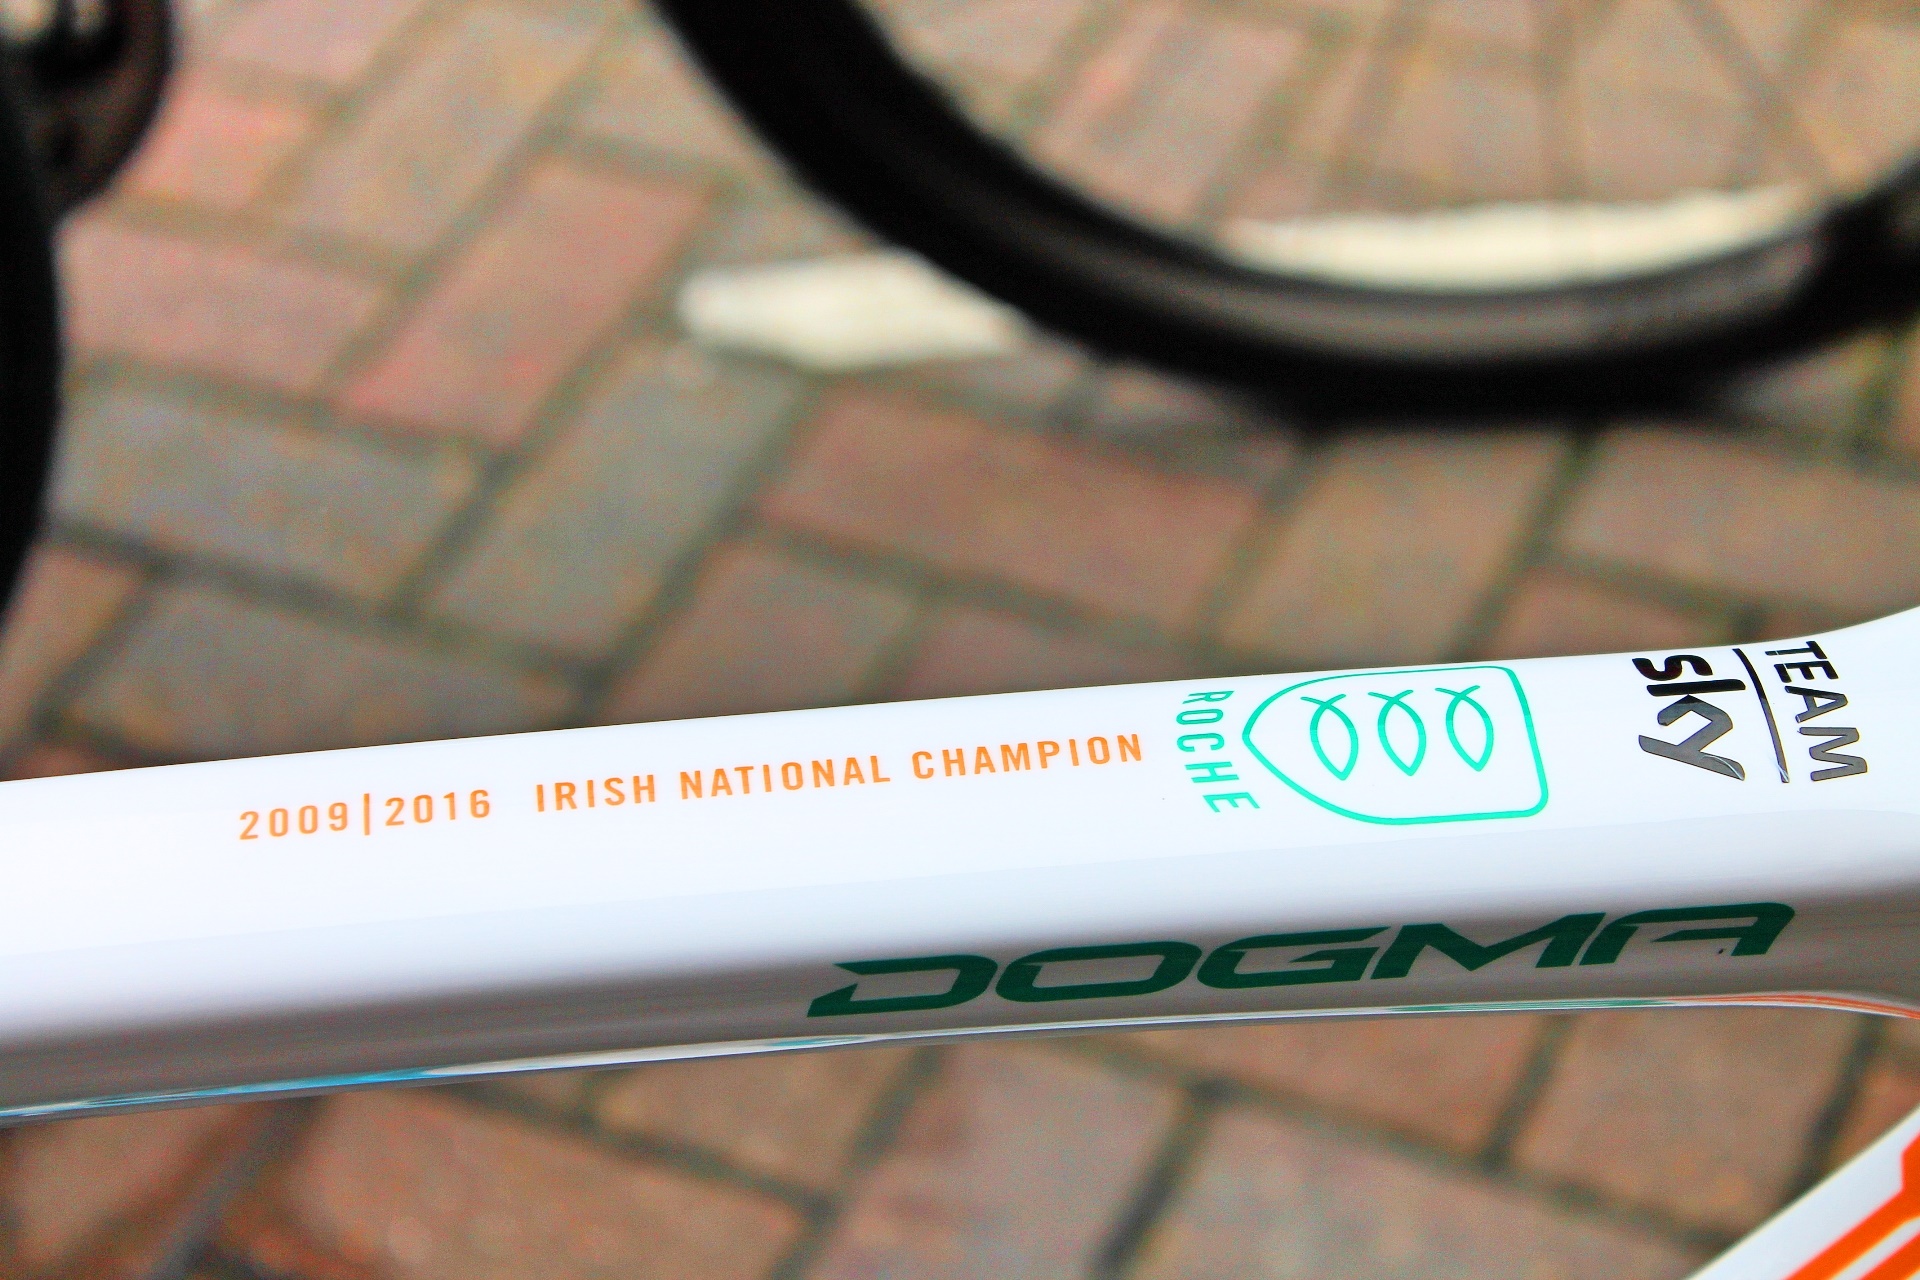 2009|2016 IRISH NATIONAL CHAMPION
ROCHE
TEAM
sky
DOGMA